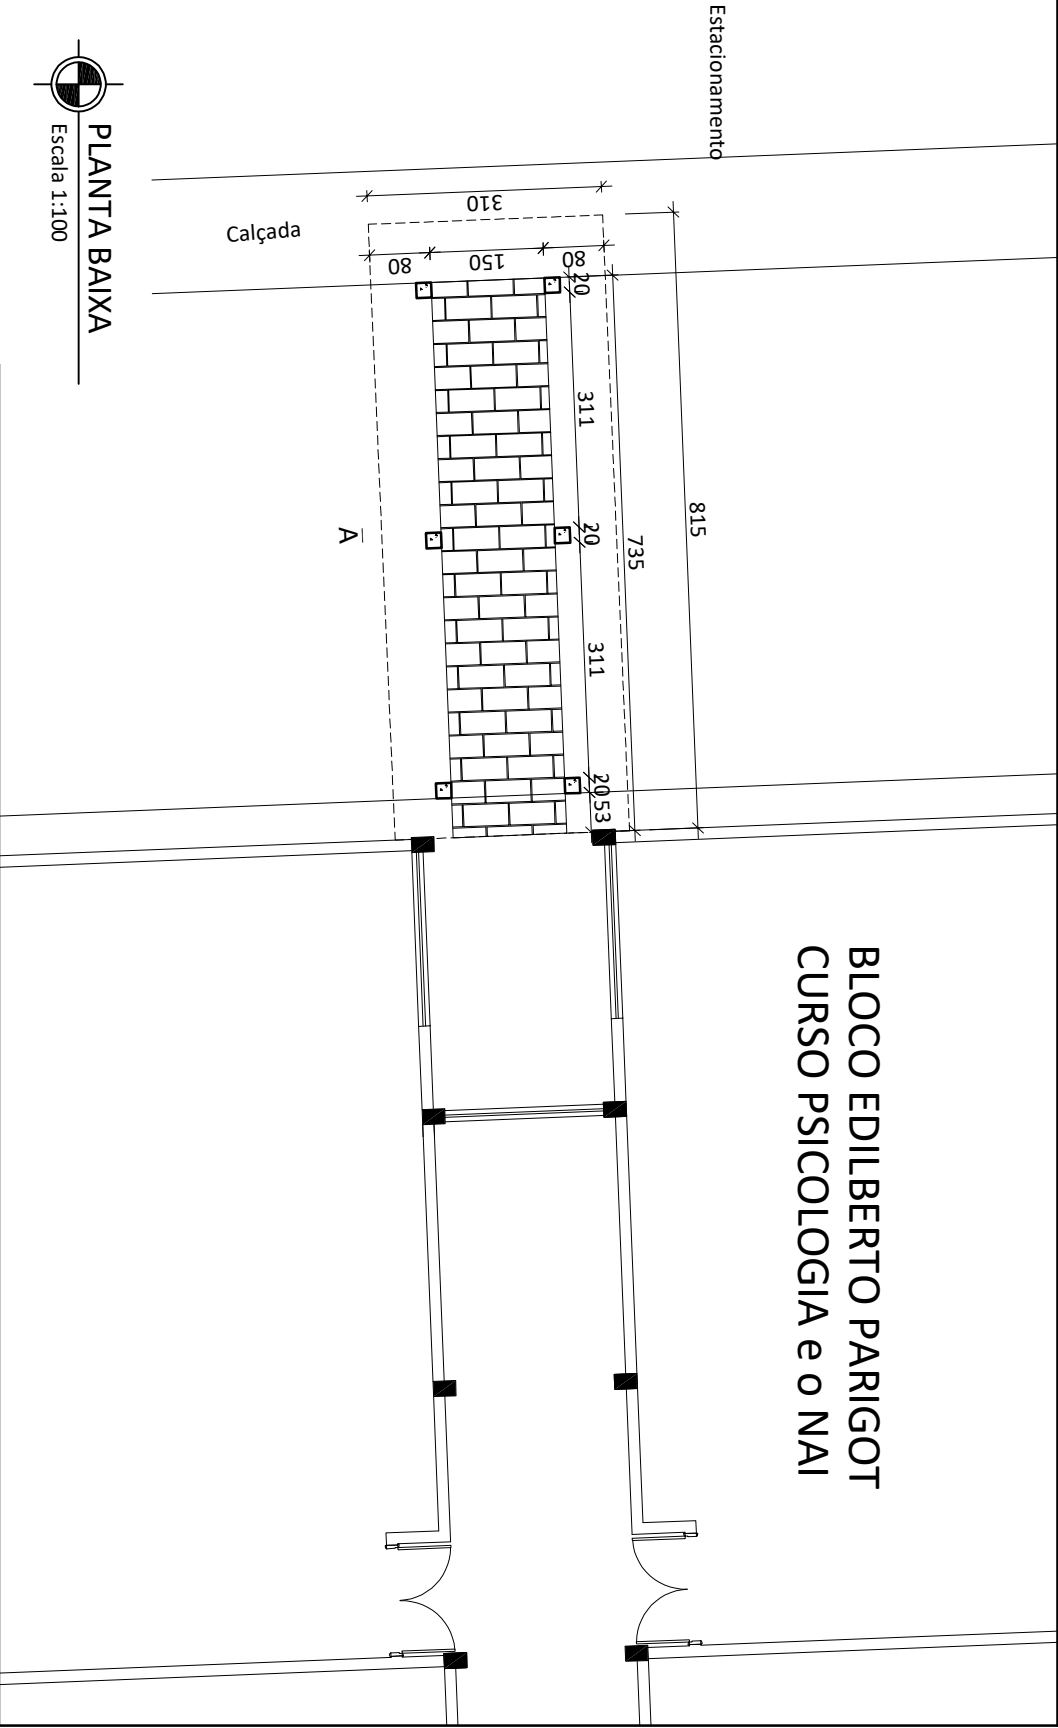 Estacionamento
PLANTA BAIXA
Escala 1:100
Calçada
310
80
150
80
20
311
20
311
20
53
735
815
A
BLOCO EDILBERTO PARIGOT
CURSO PSICOLOGIA e o NAI